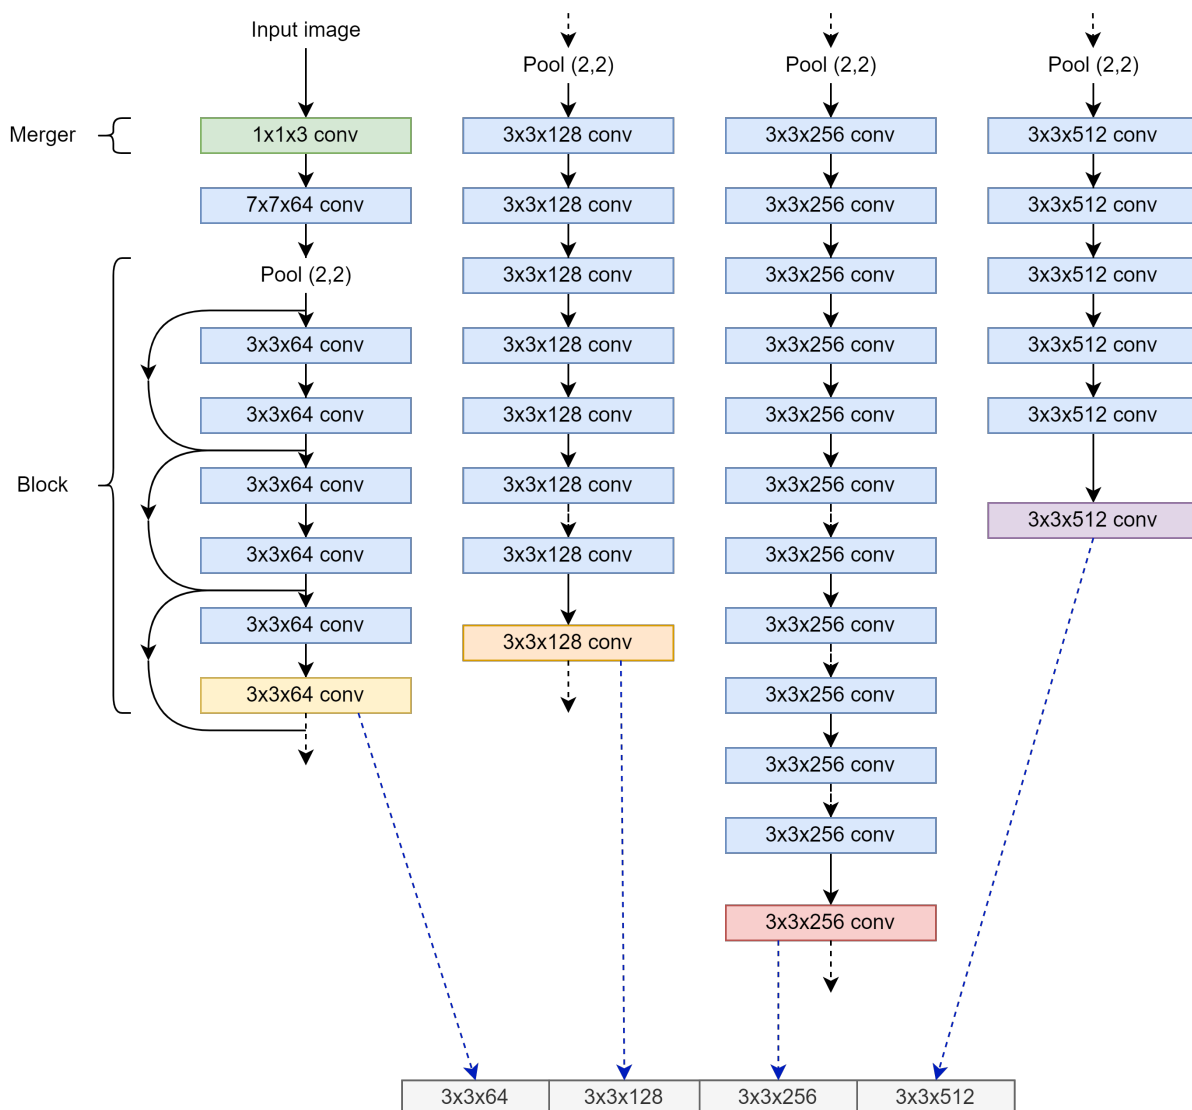 Input image
Merger
1x1x3 conv
7x7x64 conv
Block
Pool (2,2)
3x3x64 conv
3x3x64 conv
3x3x64 conv
3x3x64 conv
3x3x64 conv
3x3x64 conv
Pool (2,2)
3x3x128 conv
3x3x128 conv
3x3x128 conv
3x3x128 conv
3x3x128 conv
3x3x128 conv
3x3x128 conv
3x3x128 conv
Pool (2,2)
3x3x256 conv
3x3x256 conv
3x3x256 conv
3x3x256 conv
3x3x256 conv
3x3x256 conv
3x3x256 conv
3x3x256 conv
3x3x256 conv
3x3x256 conv
3x3x256 conv
3x3x256 conv
Pool (2,2)
3x3x512 conv
3x3x512 conv
3x3x512 conv
3x3x512 conv
3x3x512 conv
3x3x512 conv
3x3x64
3x3x128
3x3x256
3x3x512